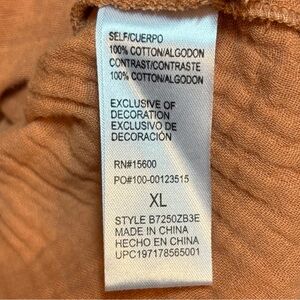 SELF/CUERPO
100% COTTON/ALGODON
CONTRAST/CONTRASTE
100% COTTON/ALGODON
EXCLUSIVE OF
DECORATION
EXCLUSIVO DE
DECORACIÓN
RN#15600
PO#100-00123515
XL
STYLE B7250ZB3E
MADE IN CHINA
HECHO EN CHINA
UPC197178565001